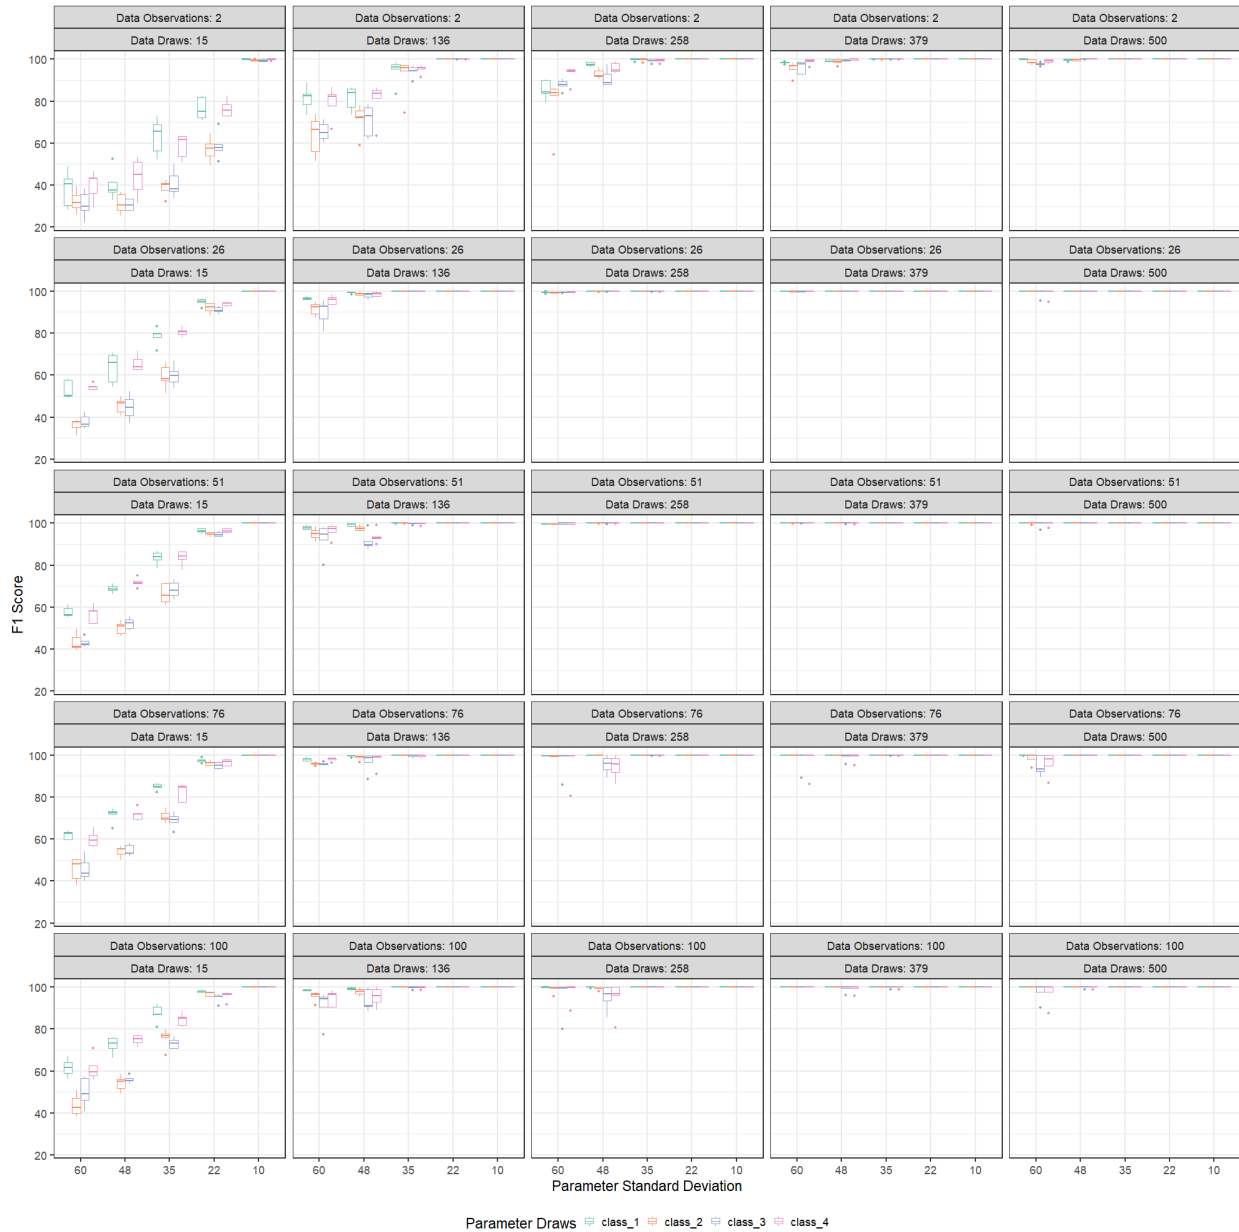 Data Observations: 2 Data Observations: 2 Data Observations: 2 Data Observations: 2 Data Observations: 2
Data Draws: 15 Data Draws: 136 Data Draws: 258 Data Draws: 379 Data Draws: 500
100
80
60
40
20
Data Observations: 26 Data Observations: 26 Data Observations: 26 Data Observations: 26 Data Observations: 26
Data Draws: 15 Data Draws: 136 Data Draws: 258 Data Draws: 379 Data Draws: 500
100
80
60
40
20
Data Observations: 51 Data Observations: 51 Data Observations: 51 Data Observations: 51 Data Observations: 51
Data Draws: 15 Data Draws: 136 Data Draws: 258 Data Draws: 379 Data Draws: 500
100
80
60
40
20
F1 Score
Data Observations: 76 Data Observations: 76 Data Observations: 76 Data Observations: 76 Data Observations: 76
Data Draws: 15 Data Draws: 136 Data Draws: 258 Data Draws: 379 Data Draws: 500
100
80
60
40
20
Data Observations: 100 Data Observations: 100 Data Observations: 100 Data Observations: 100 Data Observations: 100
Data Draws: 15 Data Draws: 136 Data Draws: 258 Data Draws: 379 Data Draws: 500
100
80
60
40
20
60 48 35 22 10 60 48 35 22 10 60 48 35 22 10 60 48 35 22 10 60 48 35 22 10
Parameter Standard Deviation
Parameter Draws class_1 class_2 class_3 class_4